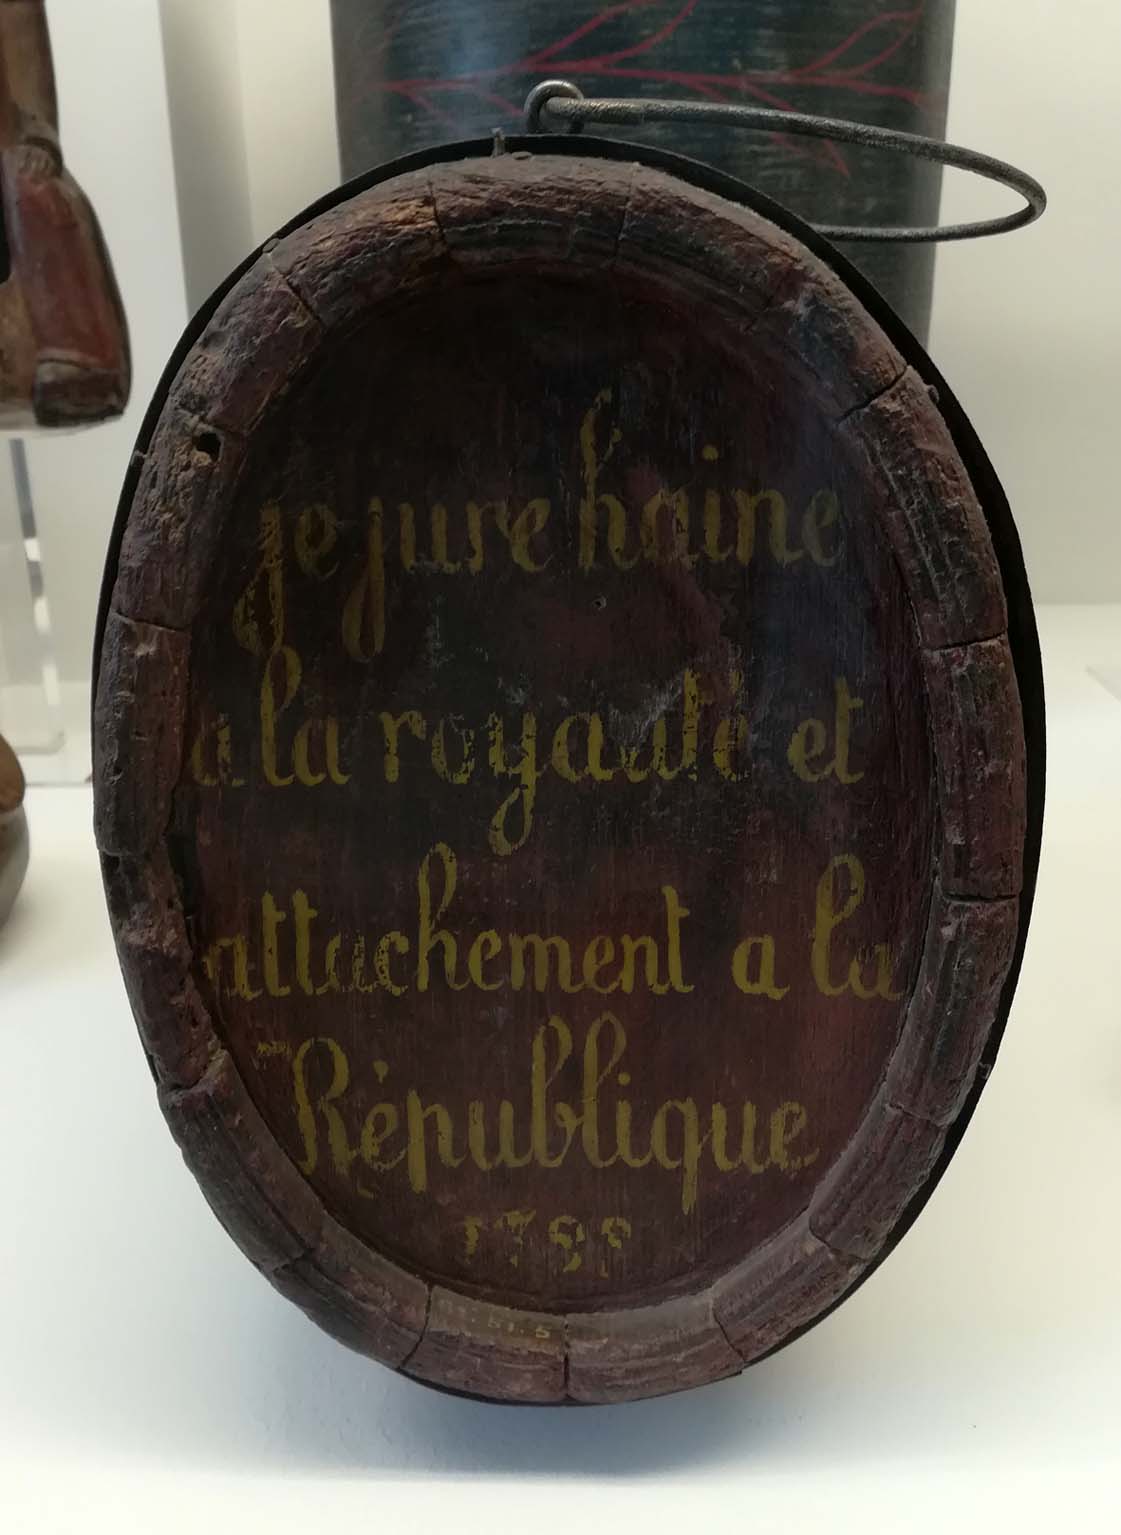 je jure haine
a la royauté et
attachement a la
République